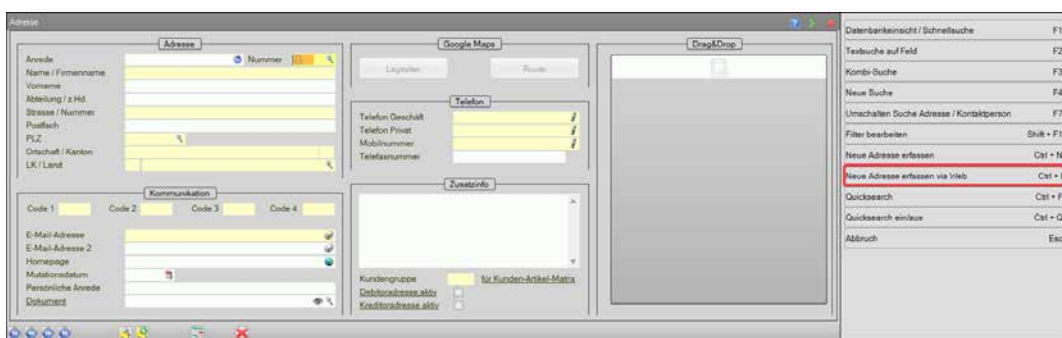 Adresse
Adresse
Anrede
Nummer
Name / Firmenname
Vorname
Abteilung / z.Hd.
Strasse / Nummer
Postfach
PLZ
Ortschaft / Kanton
LK / Land
Kommunikation
Code 1 Code 2 Code 3 Code 4
E-Mail-Adresse
E-Mail-Adresse 2
Homepage
Mutationsdatum
Persönliche Anrede
Dokument
Google Maps
Lageplan Route
Telefon
Telefon Geschäft
Telefon Privat
Mobilnummer
Telefaxnummer
Zusatzinfo
Kundengruppe für Kunden-Artikel-Matrix
Debitoradresse aktiv
Kreditoradresse aktiv
Drag&Drop
Datenbankeinsicht / Schnellsuche F1
Textsuche auf Feld F2
Kombi-Suche F3
Neue Suche F4
Umschalten Suche Adresse / Kontaktperson F7
Filter bearbeiten Shift + F1
Neue Adresse erfassen Ctrl + N
Neue Adresse erfassen via Web Ctrl +
Quicksearch Ctrl + F
Quicksearch ein/aus Ctrl + Q
Abbruch Esc